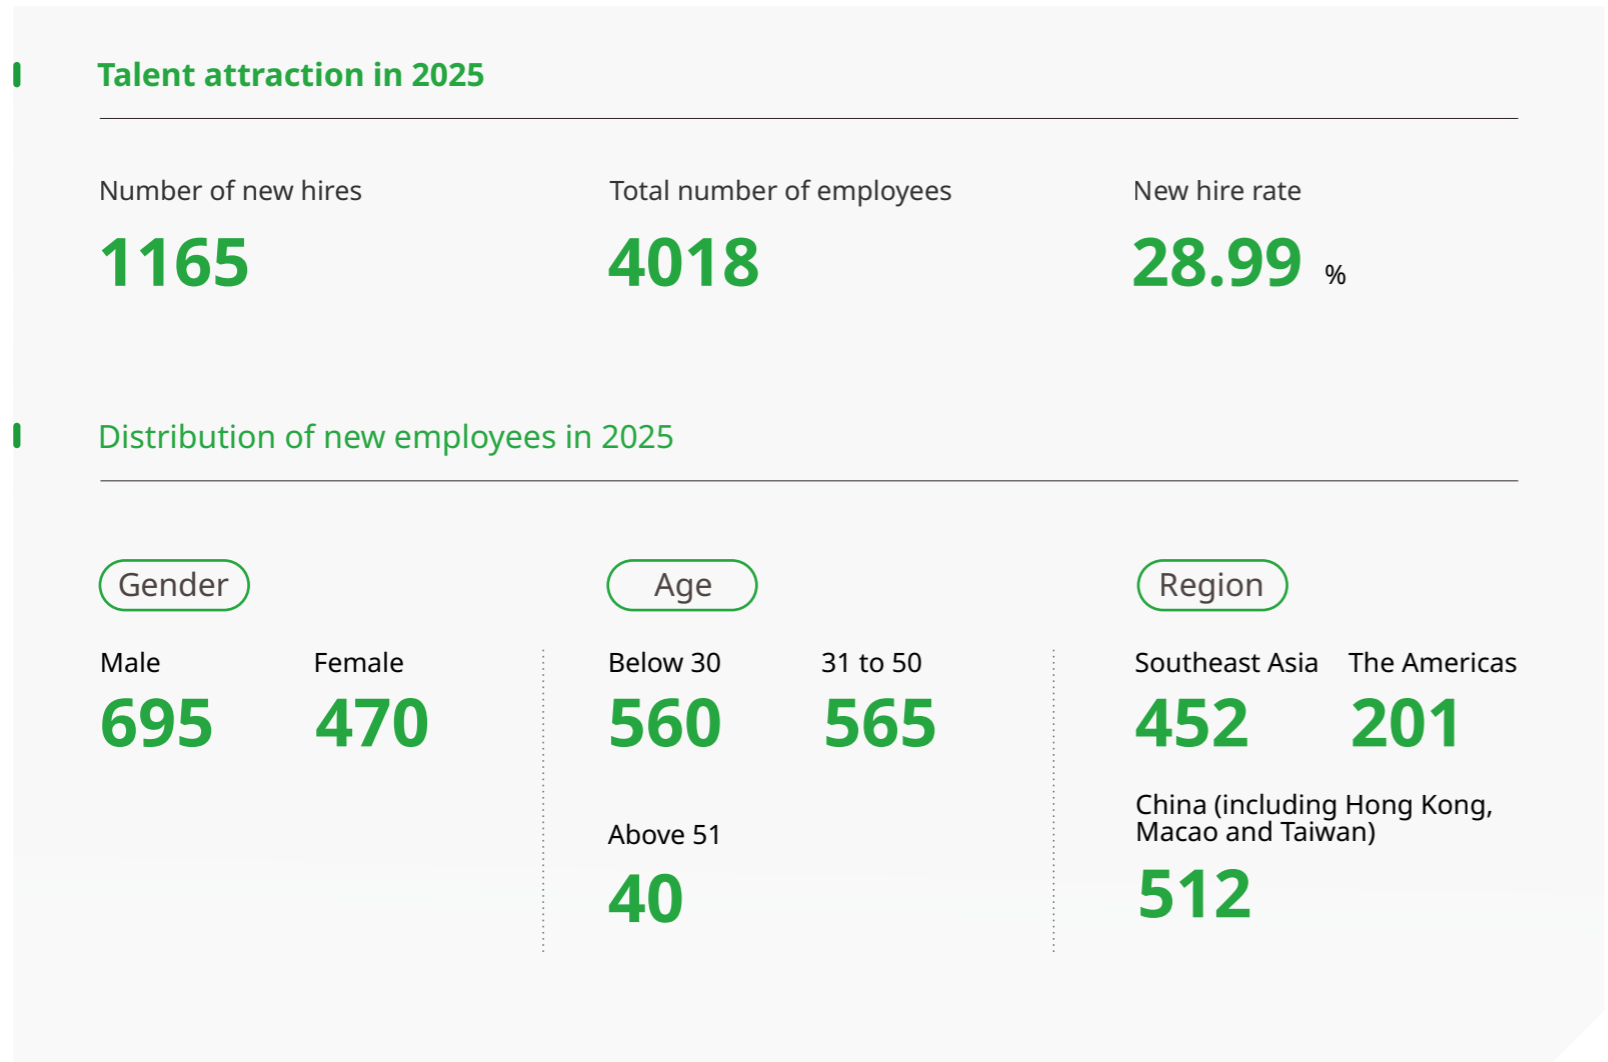 Talent attraction in 2025
Number of new hires
Total number of employees
New hire rate
1165
4018
28.99 %
Distribution of new employees in 2025
Gender
Male
Female
695
470
Age
Below 30
31 to 50
560
565
Above 51
40
Region
Southeast Asia
The Americas
452
201
China (including Hong Kong,
Macao and Taiwan)
512